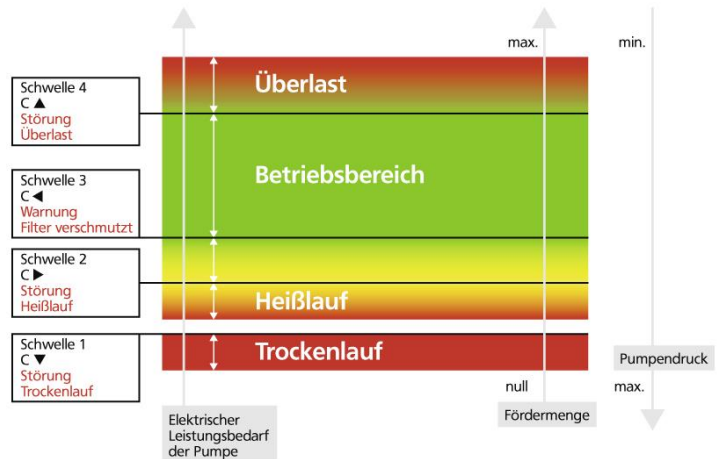 max.
min.
Schwelle 4
C ▲
Störung
Überlast
Überlast
Schwelle 3
C ◀
Warnung
Filter verschmutzt
Betriebsbereich
Schwelle 2
C ▶
Störung
Heißlauf
Heißlauf
Schwelle 1
C ▼
Störung
Trockenlauf
Trockenlauf
Pumpendruck
null
max.
Elektrischer
Leistungsbedarf
der Pumpe
Fördermenge